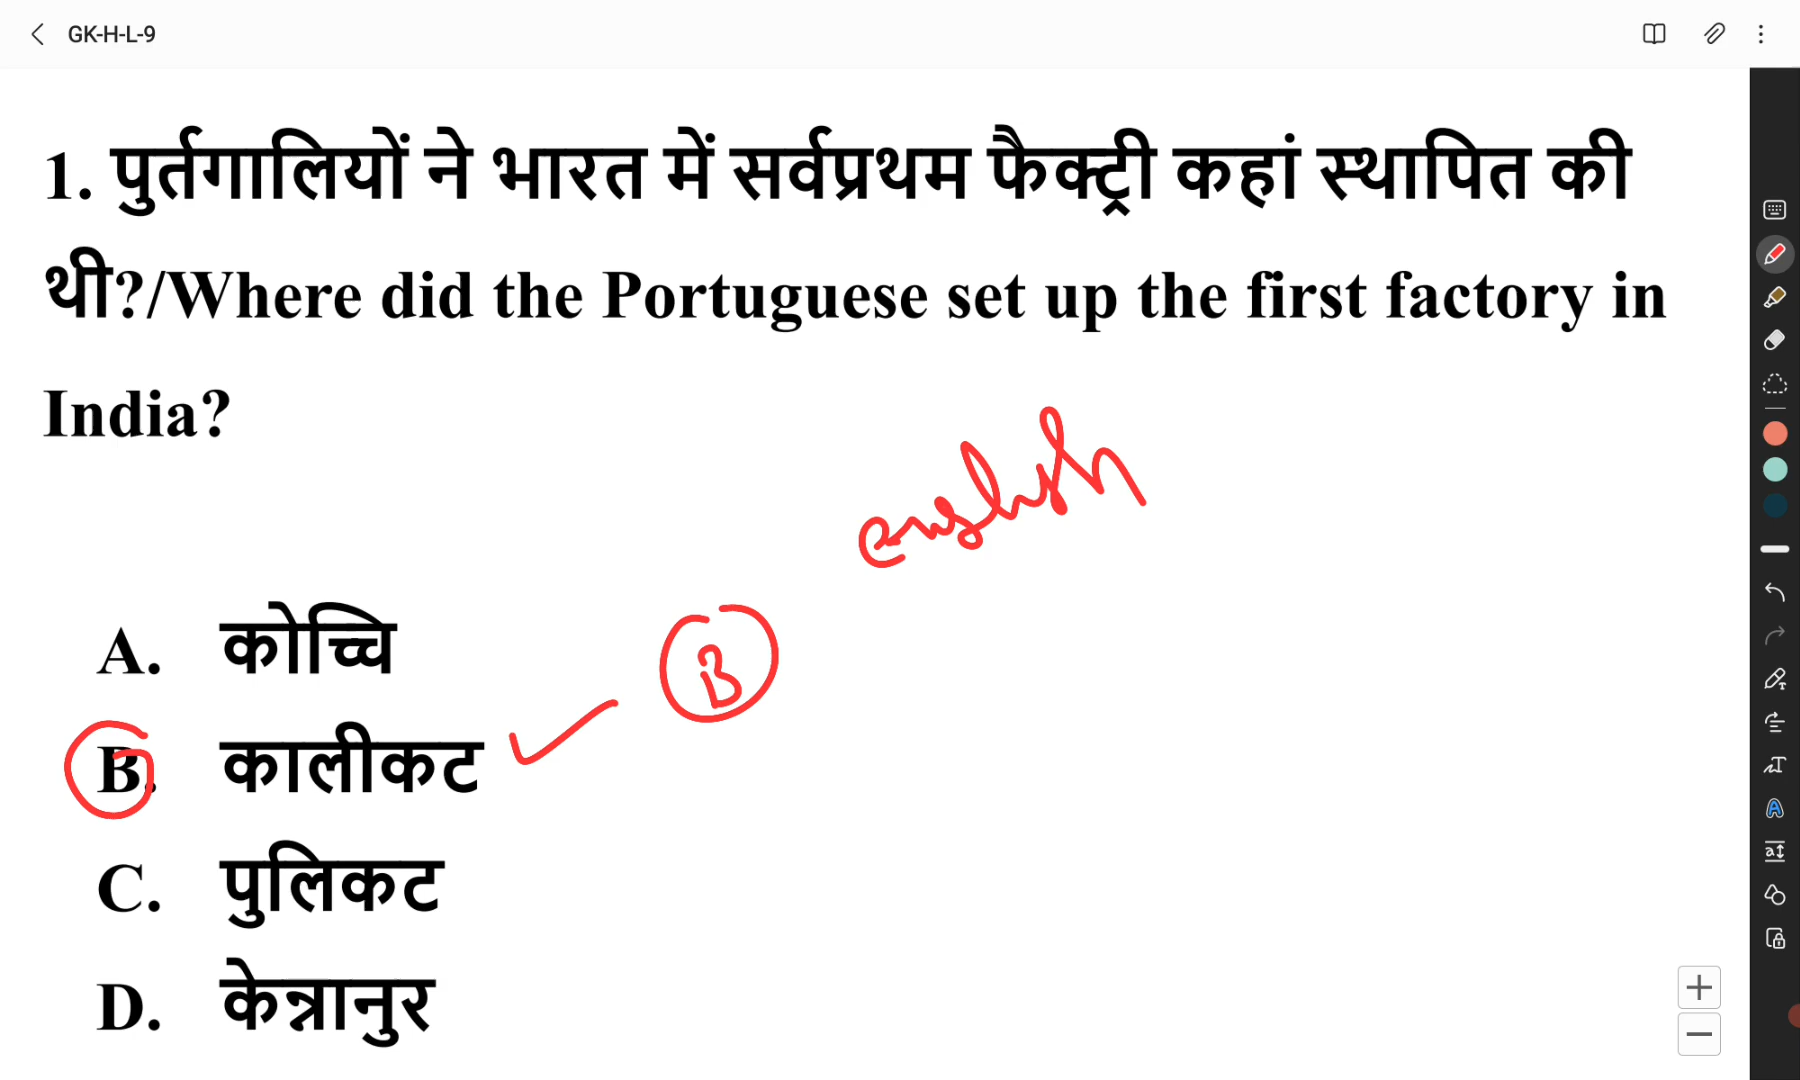 GK-H-L-9
1. पुर्तगालियों ने भारत में सर्वप्रथम फैक्ट्री कहां स्थापित की
थी?/Where did the Portuguese set up the first factory in
India?
english
A. कोच्चि
B
B. कालीकट
C. पुलिकट
D. केन्नानुर